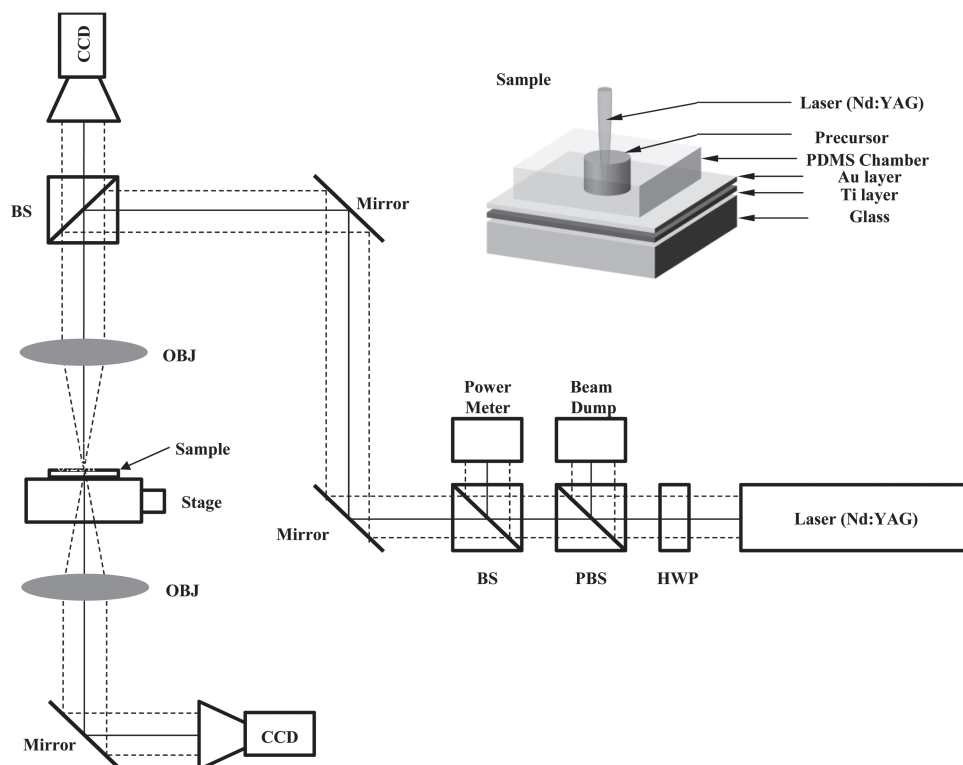 CCD
Sample
Laser (Nd:YAG)
Precursor
PDMS Chamber
Au layer
Ti layer
Glass
BS
Mirror
OBJ
Power
Meter
Beam
Dump
Sample
Stage
Mirror
Laser (Nd:YAG)
BS
PBS
HWP
OBJ
Mirror
CCD